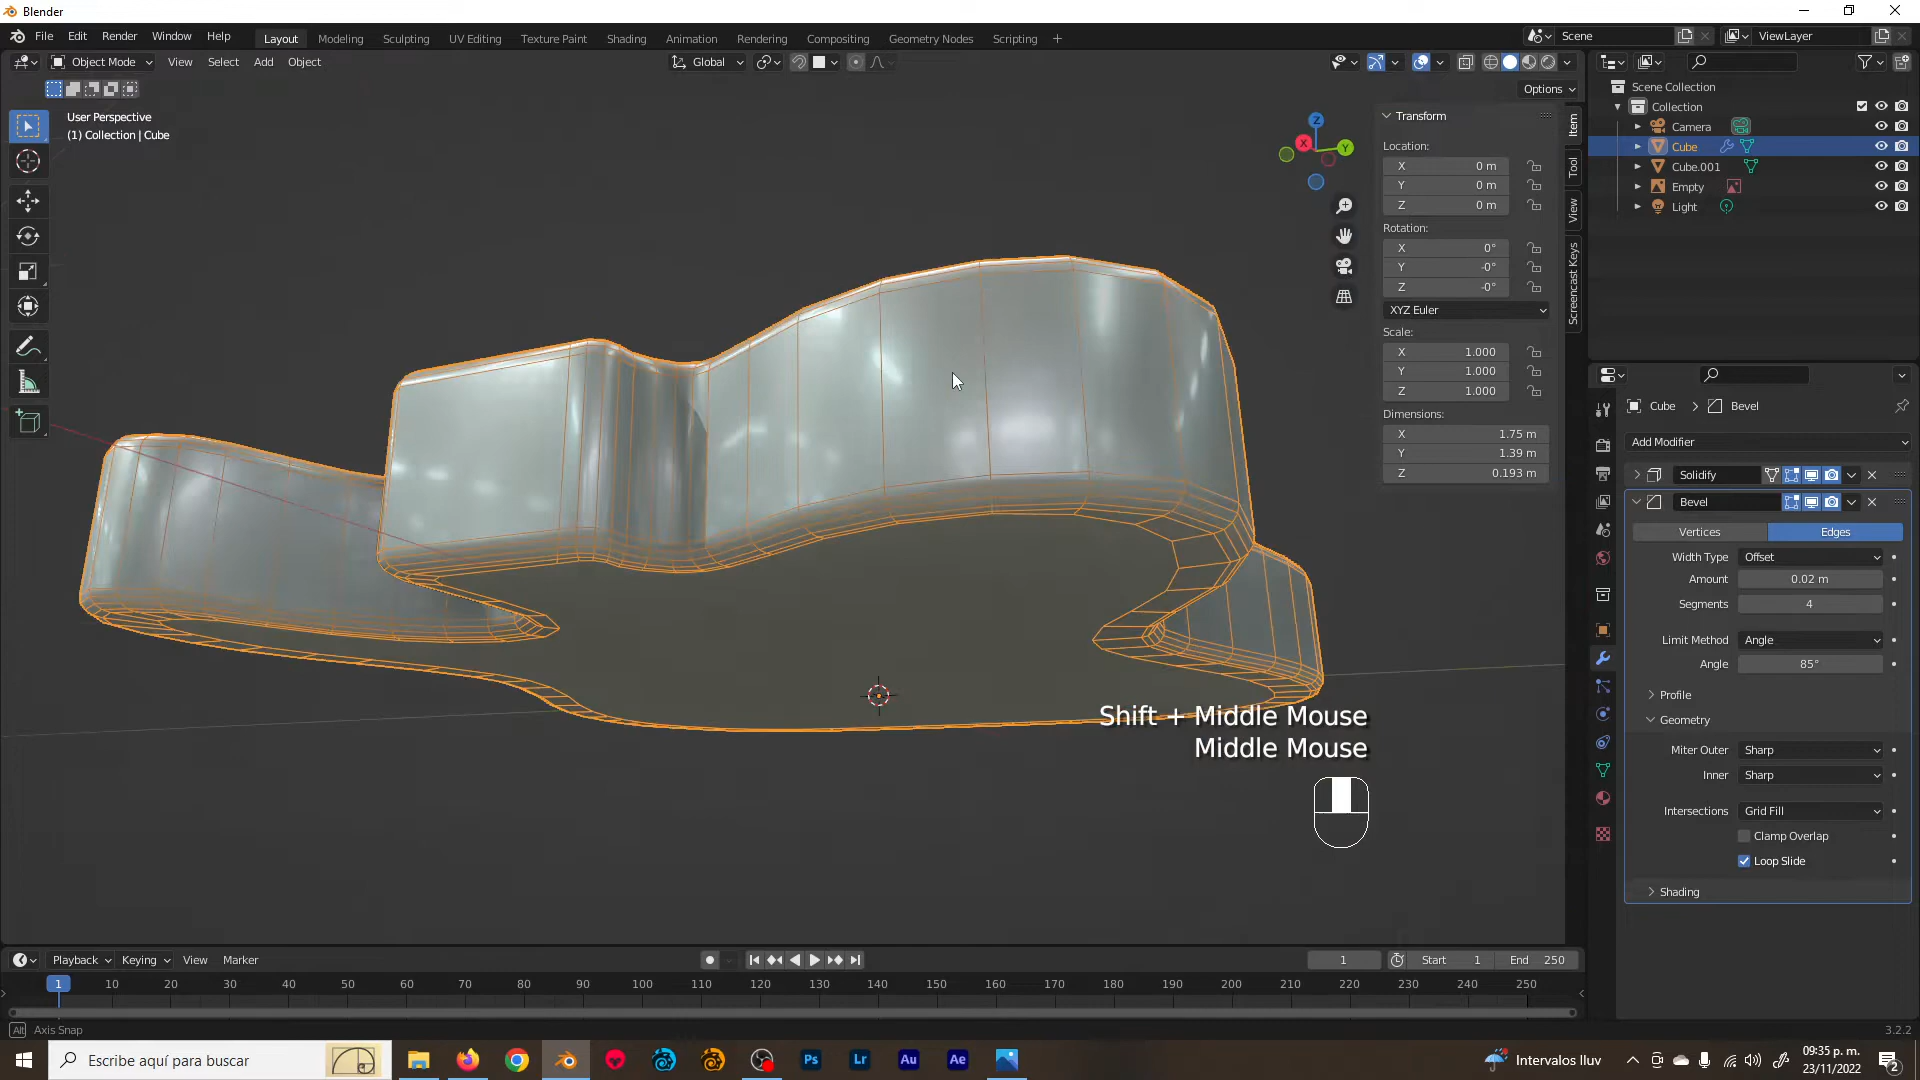 Blender
File Edit Render Window Help
Layout Modeling Sculpting UV Editing Texture Paint Shading Animation Rendering Compositing Geometry Nodes Scripting +
Scene
ViewLayer
Object Mode View Select Add Object
Global
Options
User Perspective
(1) Collection | Cube
Z
X
Y
Transform
Location:
X 0 m
Y 0 m
Z 0 m
Rotation:
X 0°
Y -0°
Z -0°
XYZ Euler
Scale:
X 1.000
Y 1.000
Z 1.000
Dimensions:
X 1.75 m
Y 1.39 m
Z 0.193 m
Item
Tool
View
Screencast Keys
Scene Collection
Collection
Camera
Cube
Cube.001
Empty
Light
Cube Bevel
Add Modifier
Solidify
Bevel
Vertices Edges
Width Type Offset
Amount 0.02 m
Segments 4
Limit Method Angle
Angle 85°
Profile
Geometry
Miter Outer Sharp
Inner Sharp
Intersections Grid Fill
Clamp Overlap
Loop Slide
Shading
Shift + Middle Mouse
Middle Mouse
Playback Keying View Marker
1
Start 1
End 250
1 10 20 30 40 50 60 70 80 90 100 110 120 130 140 150 160 170 180 190 200 210 220 230 240 250
Alt Axis Snap
3.2.2
Escribe aquí para buscar
Ps Lr Au Ae
Intervalos lluv
09:35 p. m.
23/11/2022
2